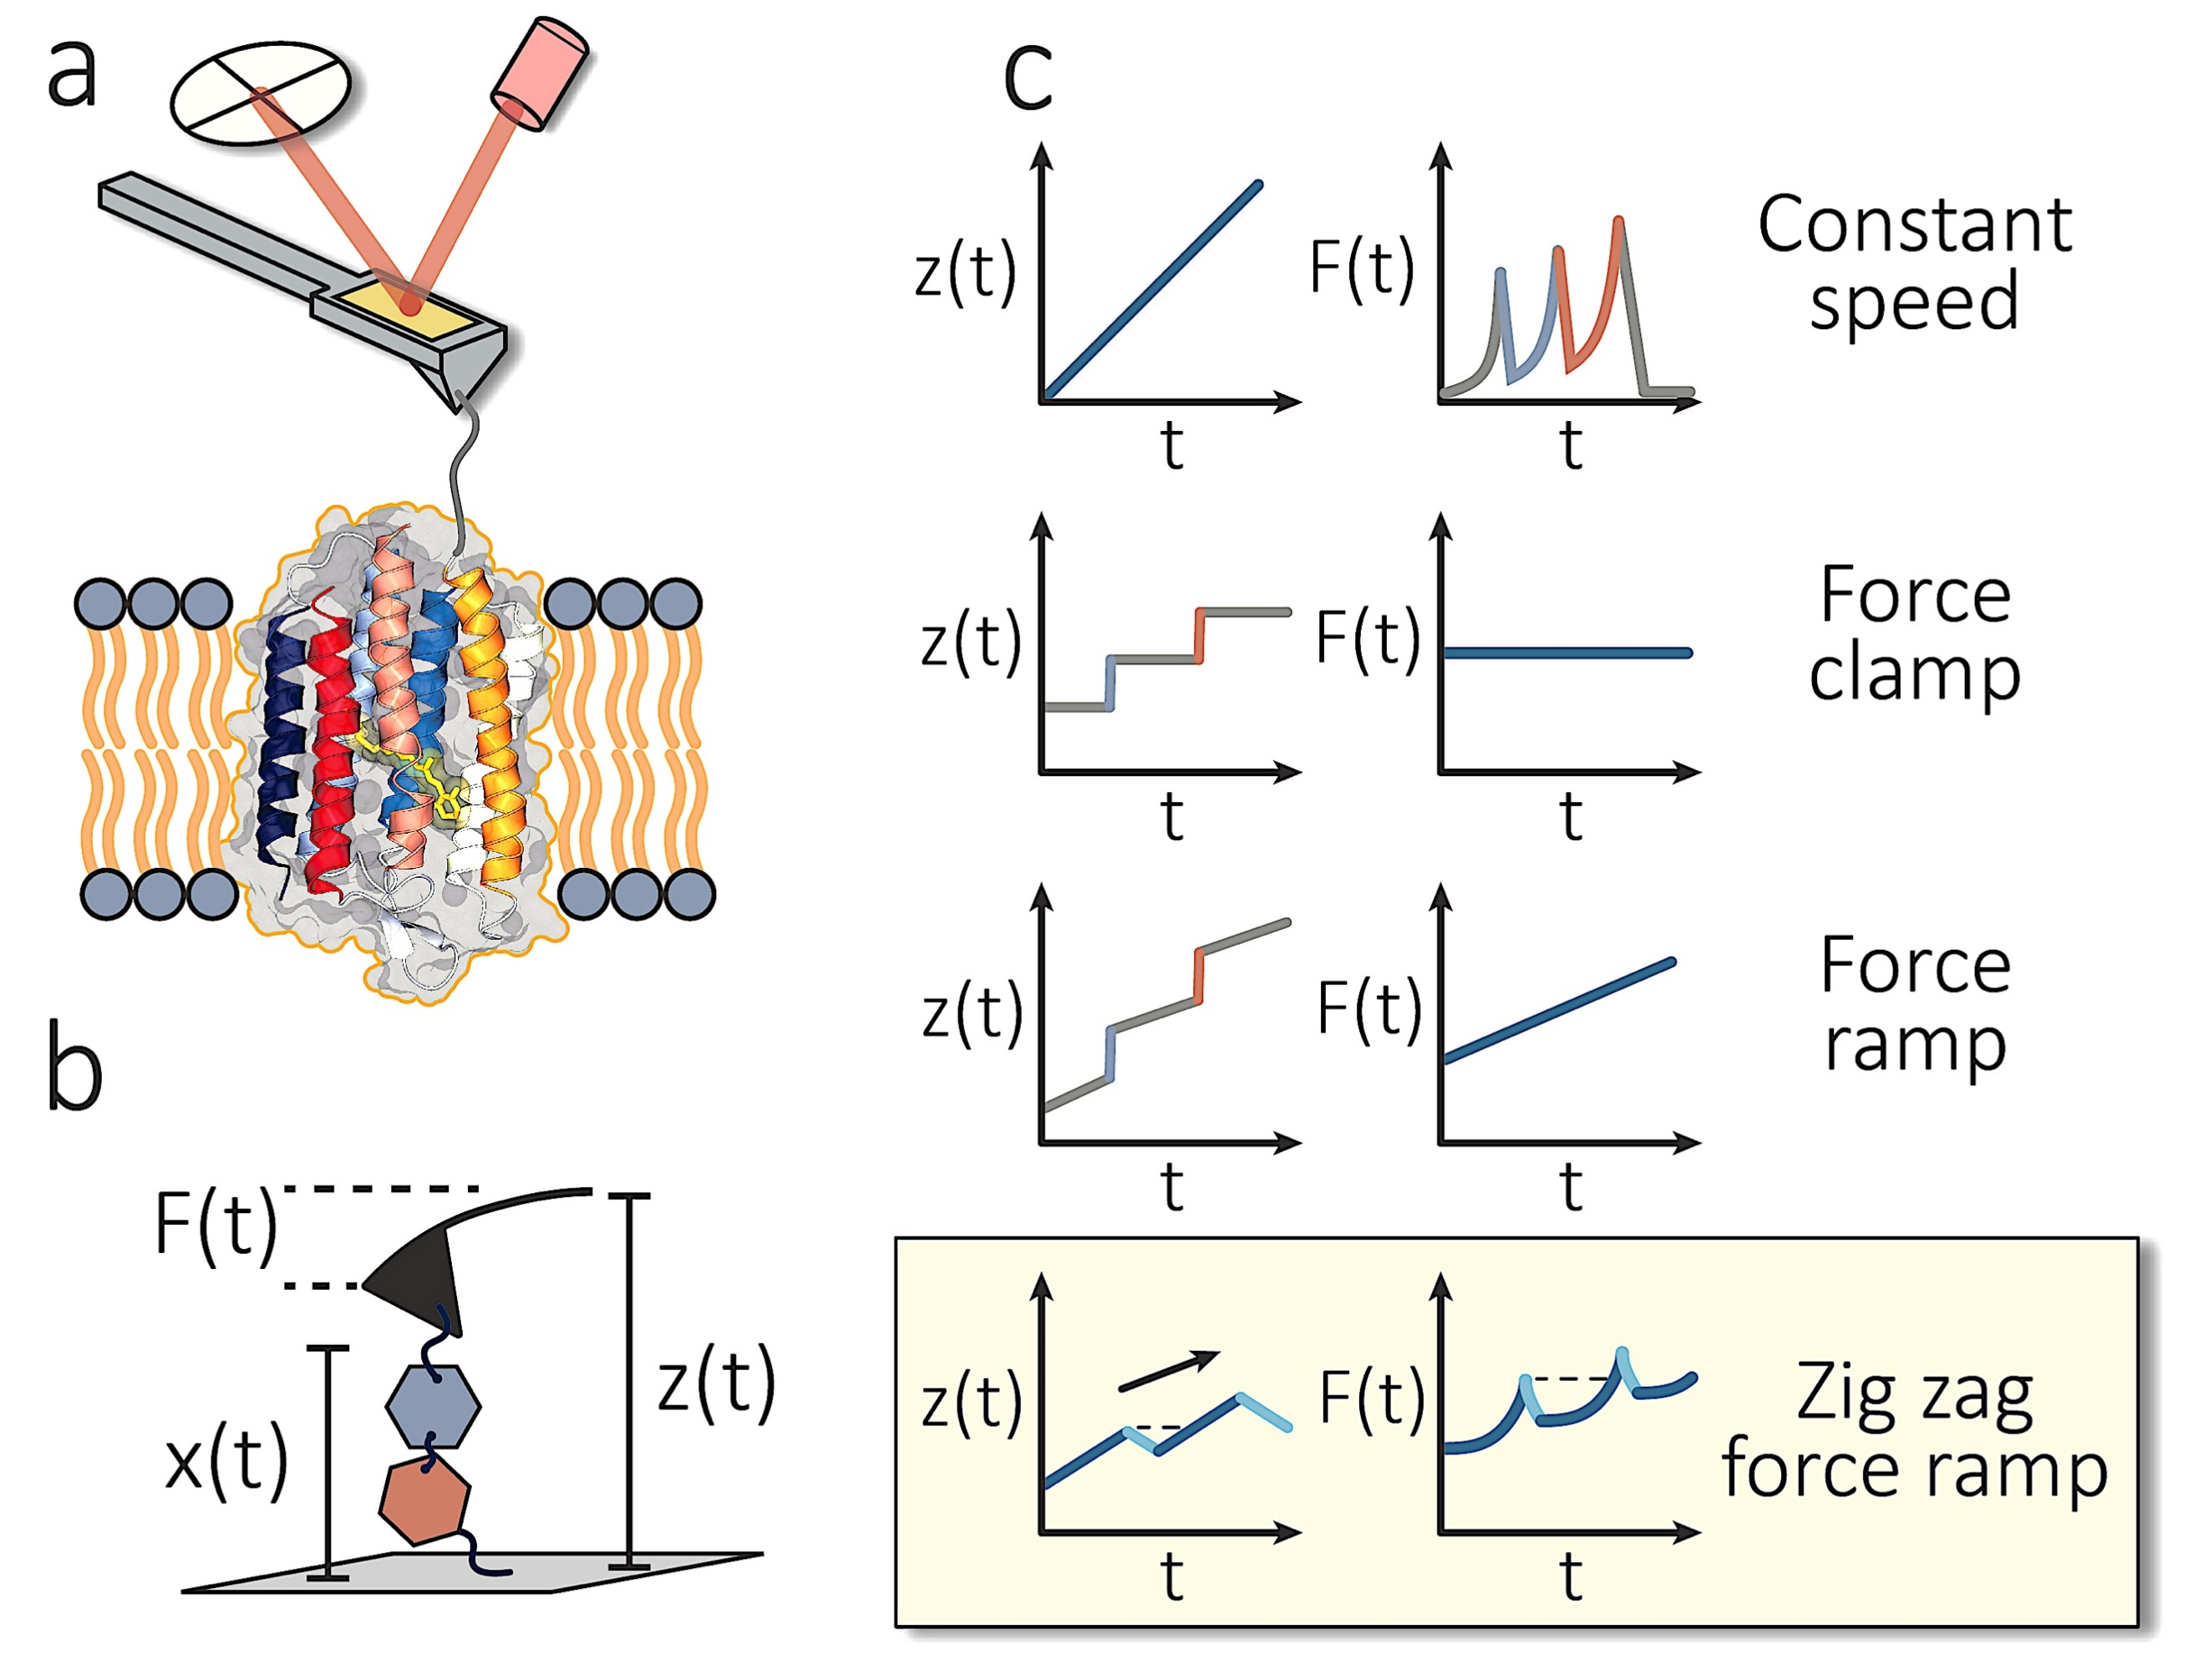 a
b
F(t)
x(t)
z(t)
c
z(t)
t
F(t)
t
Constant
speed
z(t)
t
F(t)
t
Force
clamp
z(t)
t
F(t)
t
Force
ramp
z(t)
t
F(t)
t
Zig zag
force ramp